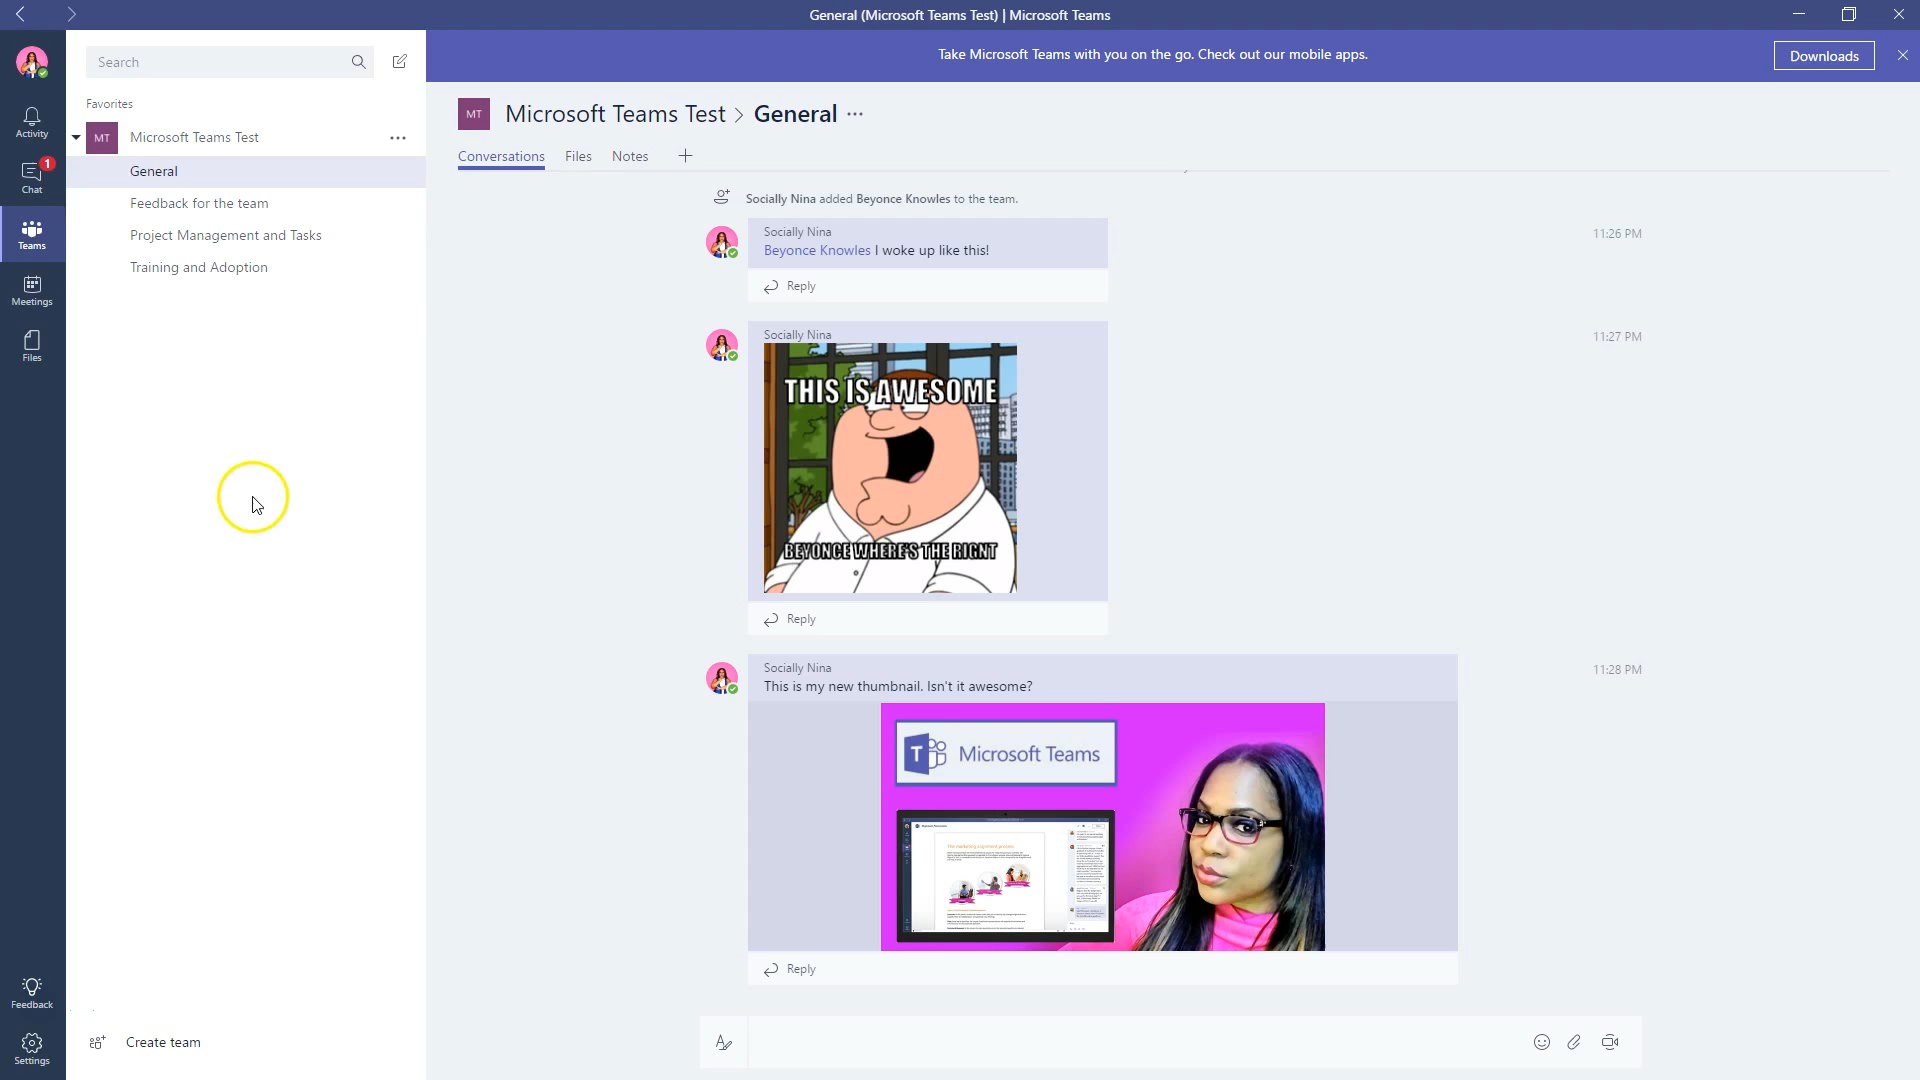 General (Microsoft Teams Test) | Microsoft Teams
Take Microsoft Teams with you on the go. Check out our mobile apps.
Downloads
Search
Activity
1
Chat
Teams
Meetings
Files
Favorites
MT
Microsoft Teams Test
General
Feedback for the team
Project Management and Tasks
Training and Adoption
MT
Microsoft Teams Test > General
Conversations
Files
Notes
Socially Nina added Beyonce Knowles to the team.
Socially Nina
Beyonce Knowles I woke up like this!
11:26 PM
Reply
Socially Nina
11:27 PM
THIS IS AWESOME
BEYONCE WHERE'S THE RIGNT
Reply
Socially Nina
This is my new thumbnail. Isn't it awesome?
11:28 PM
T
Microsoft Teams
Reply
Feedback
Settings
Create team